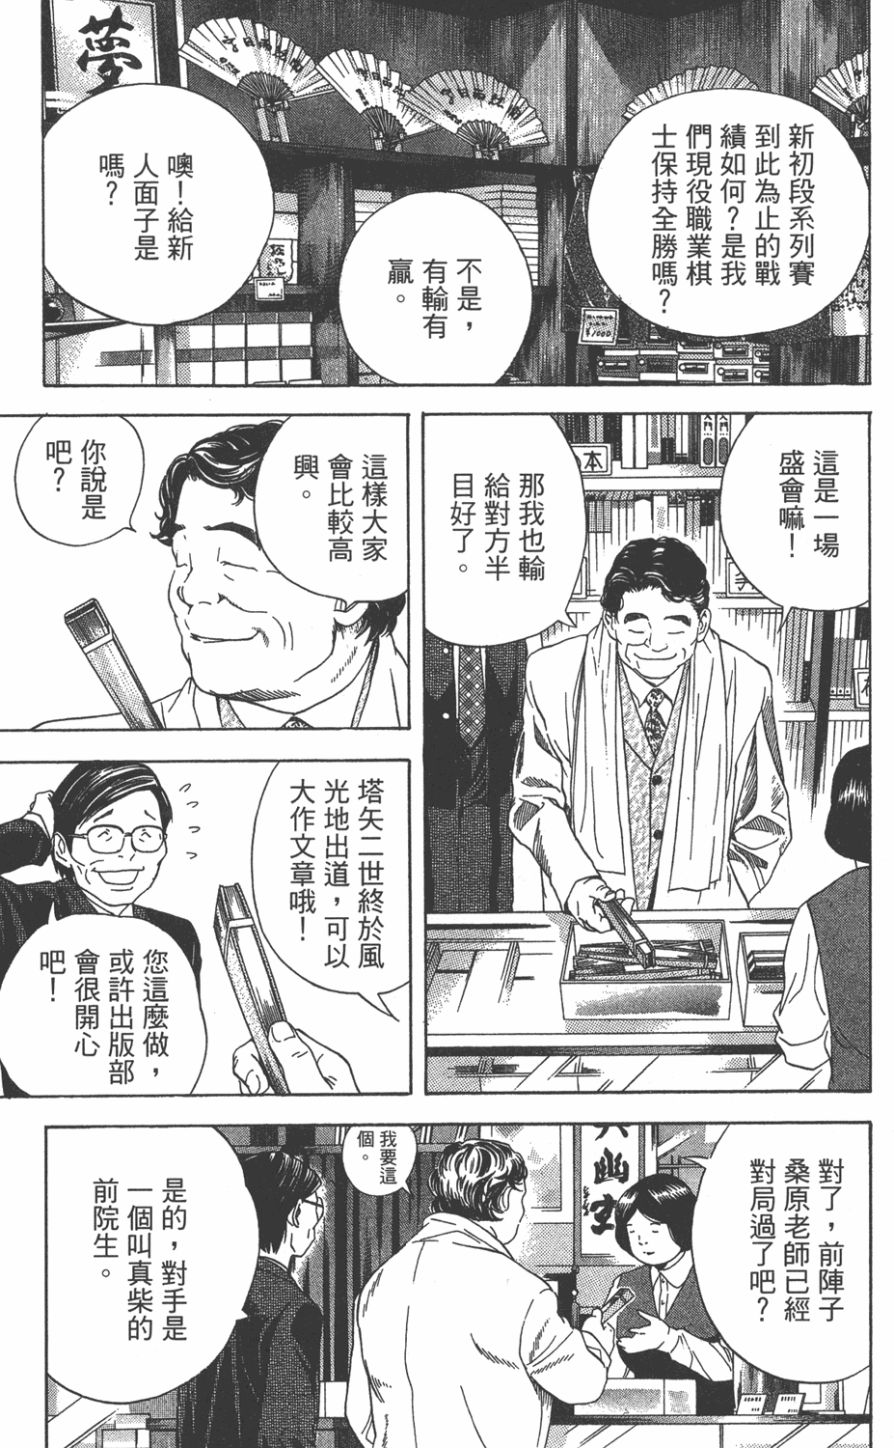 夢
新初段系列賽
到此為止的戰
績如何？是我
們現役職業棋
士保持全勝嗎？
不是，
有輸有
贏。
噢！給新
人面子是
嗎？
¥1000
這是一場
盛會嘛！
那我也輸
給對方半
目好了。
本
這樣大家
會比較高
興。
你說是
吧？
塔矢二世終於風
光地出道，可以
大作文章哦！
您這麼做，
或許出版部
會很開心
吧！
對了，前陣子
桑原老師已經
對局過了吧？
幽玄
我要這
個。
是的，對手是
一個叫真柴的
前院生。